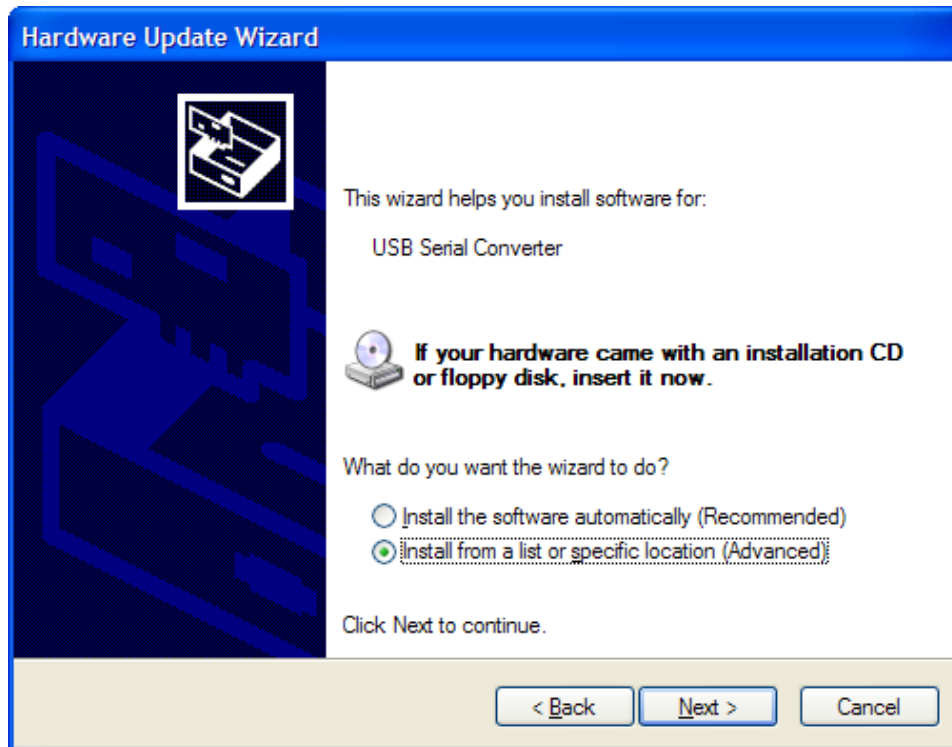 Hardware Update Wizard
This wizard helps you install software for:
USB Serial Converter
If your hardware came with an installation CD
or floppy disk, insert it now.
What do you want the wizard to do?
Install the software automatically (Recommended)
Install from a list or specific location (Advanced)
Click Next to continue.
< Back
Next >
Cancel